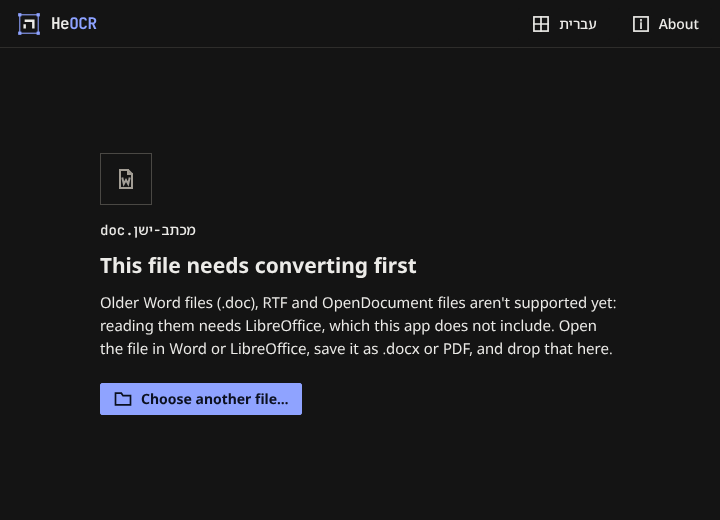 HeOCR
עברית
About
מכתב-ישן.doc
This file needs converting first
Older Word files (.doc), RTF and OpenDocument files aren't supported yet:
reading them needs LibreOffice, which this app does not include. Open
the file in Word or LibreOffice, save it as .docx or PDF, and drop that here.
Choose another file...